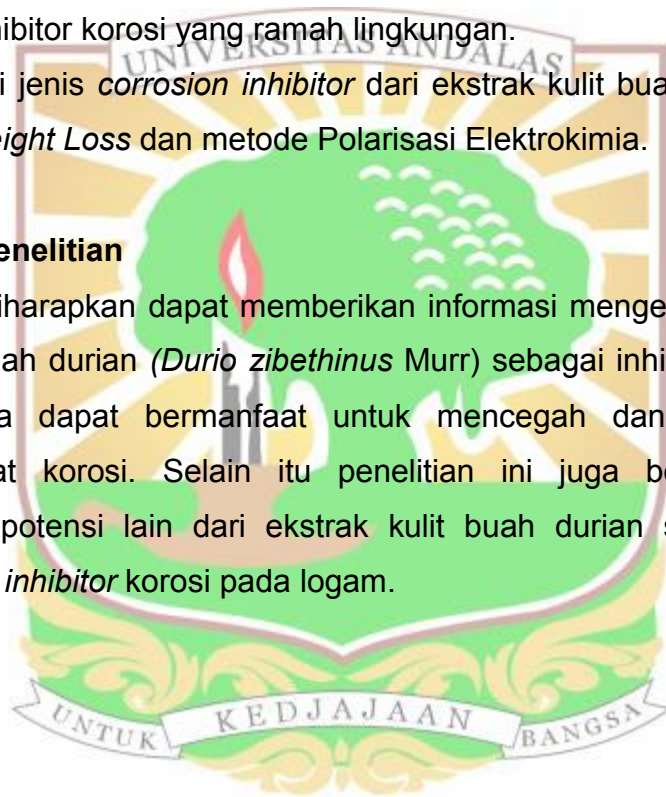 hibitor korosi yang ramah lingkungan.
UNIVERSITAS ANDALAS
i jenis corrosion inhibitor dari ekstrak kulit bua
eight Loss dan metode Polarisasi Elektrokimia.
enelitian
iharapkan dapat memberikan informasi menge
ah durian (Durio zibethinus Murr) sebagai inhi
a dapat bermanfaat untuk mencegah dan
at korosi. Selain itu penelitian ini juga be
potensi lain dari ekstrak kulit buah durian s
inhibitor korosi pada logam.
UNTUK KEDJAJAAN BANGSA